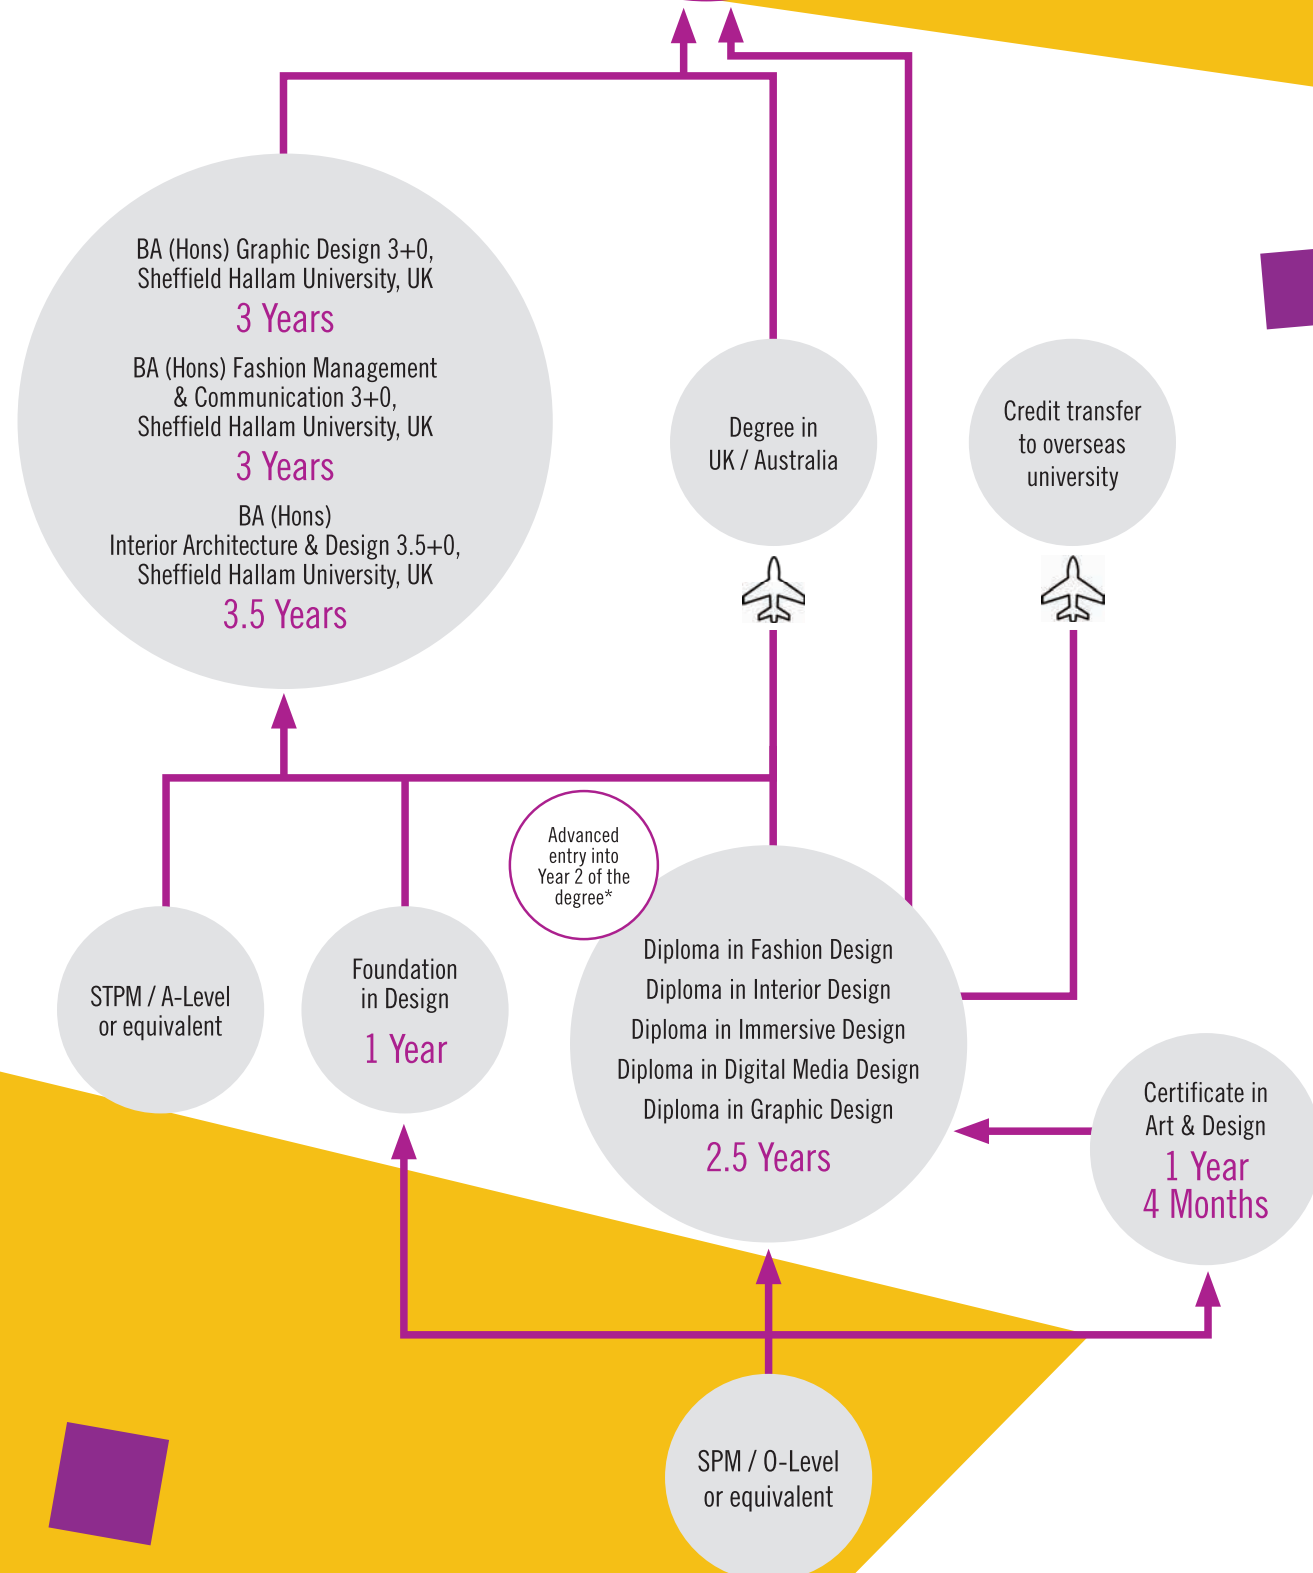 BA (Hons) Graphic Design 3+0,
Sheffield Hallam University, UK
3 Years
BA (Hons) Fashion Management
& Communication 3+0,
Sheffield Hallam University, UK
3 Years
BA (Hons)
Interior Architecture & Design 3.5+0,
Sheffield Hallam University, UK
3.5 Years
Degree in
UK / Australia
Credit transfer
to overseas
university
Advanced
entry into
Year 2 of the
degree*
STPM / A-Level
or equivalent
Foundation
in Design
1 Year
Diploma in Fashion Design
Diploma in Interior Design
Diploma in Immersive Design
Diploma in Digital Media Design
Diploma in Graphic Design
2.5 Years
Certificate in
Art & Design
1 Year
4 Months
SPM / O-Level
or equivalent